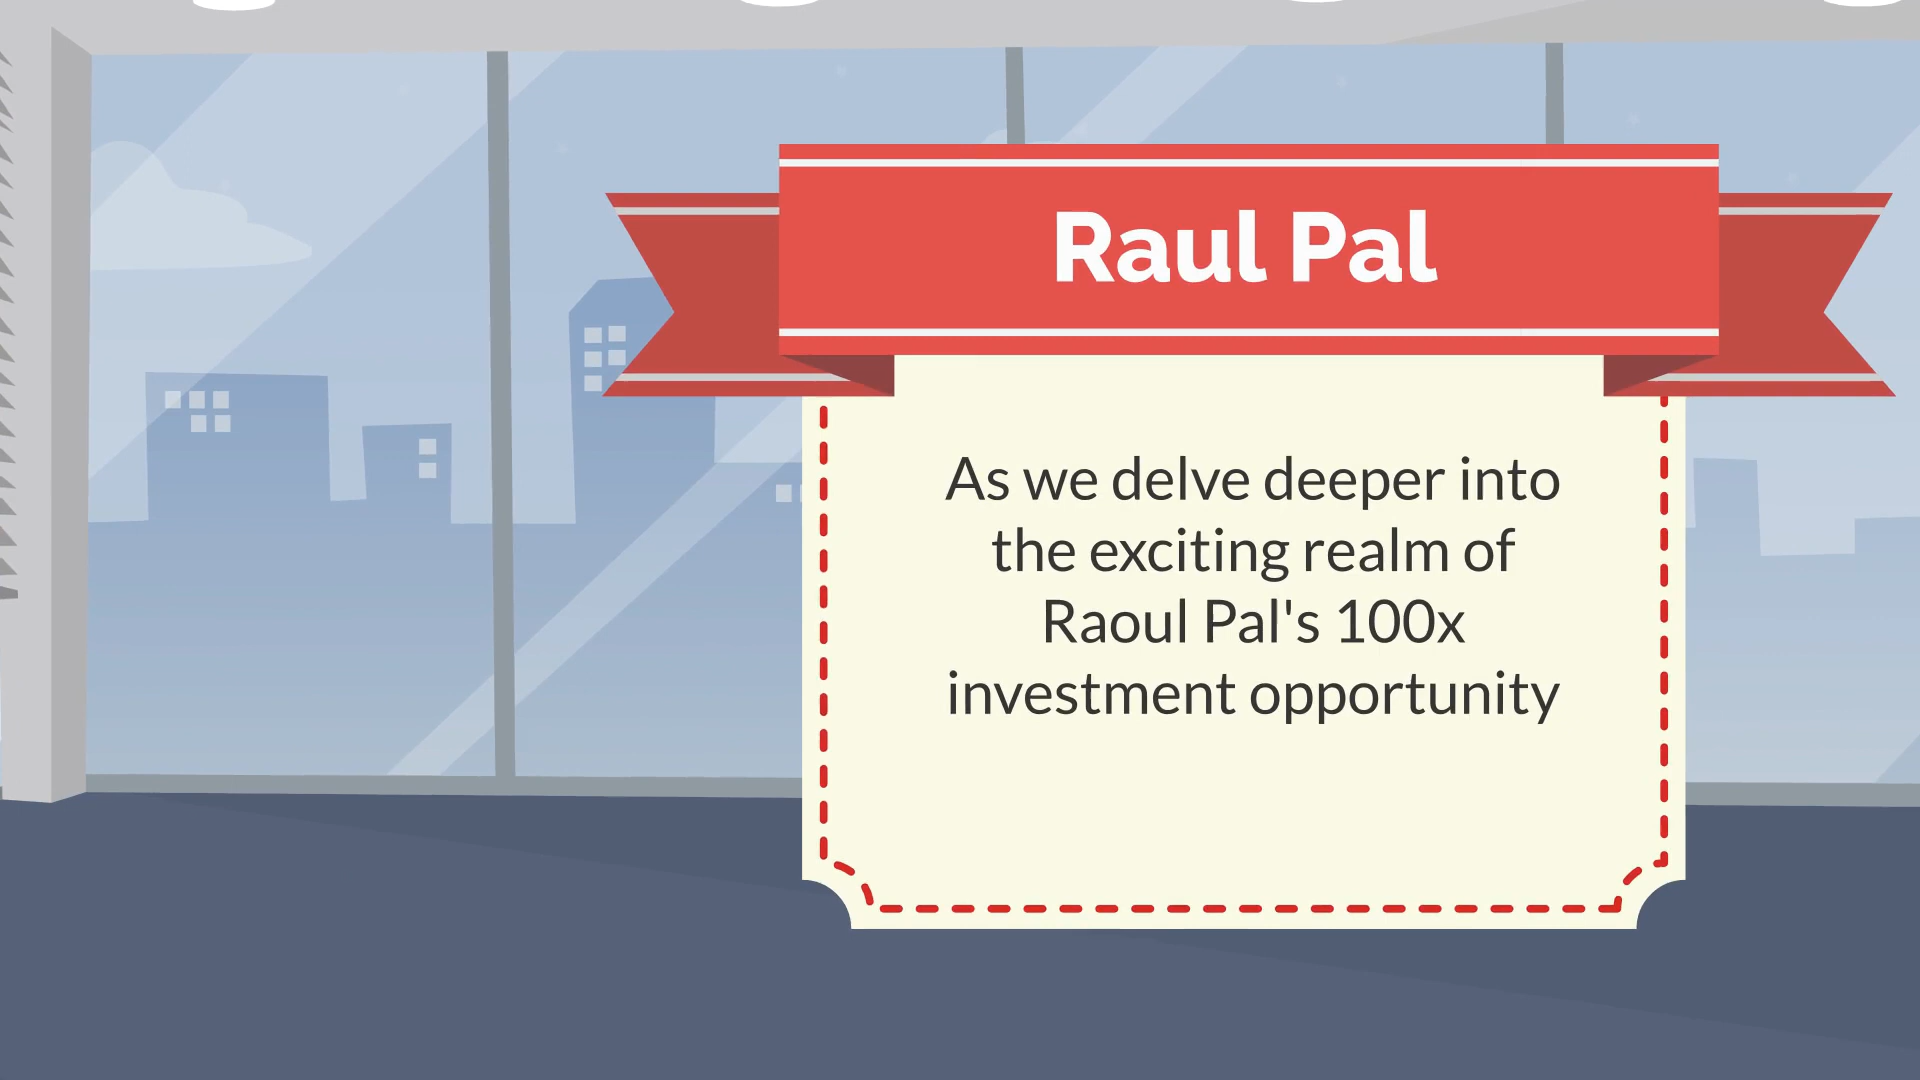 Raul Pal
As we delve deeper into
the exciting realm of
Raoul Pal's 100x
investment opportunity